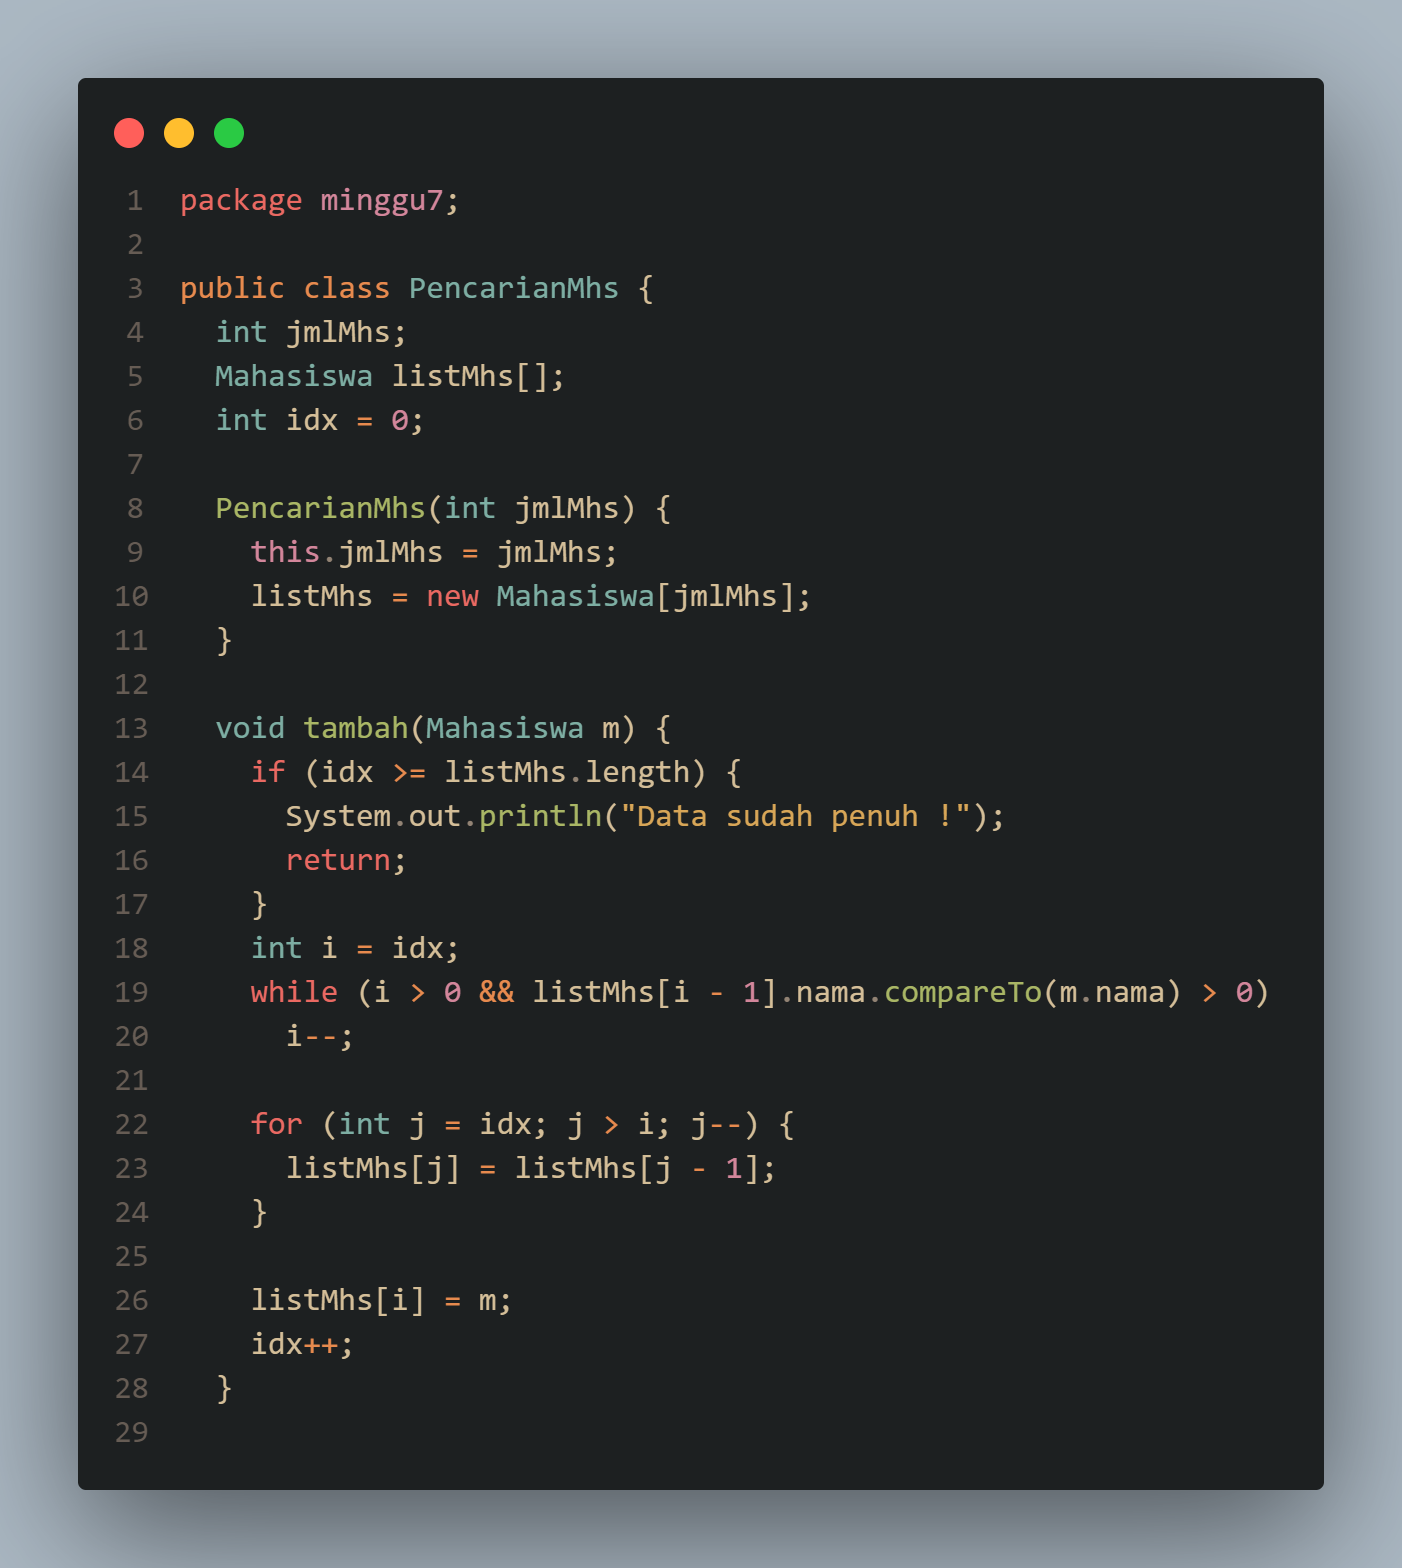 1 package minggu7;
2
3 public class PencarianMhs {
4   int jmlMhs;
5   Mahasiswa listMhs[];
6   int idx = 0;
7
8   PencarianMhs(int jmlMhs) {
9     this.jmlMhs = jmlMhs;
10     listMhs = new Mahasiswa[jmlMhs];
11   }
12
13   void tambah(Mahasiswa m) {
14     if (idx >= listMhs.length) {
15       System.out.println("Data sudah penuh !");
16       return;
17     }
18     int i = idx;
19     while (i > 0 && listMhs[i - 1].nama.compareTo(m.nama) > 0)
20       i--;
21
22     for (int j = idx; j > i; j--) {
23       listMhs[j] = listMhs[j - 1];
24     }
25
26     listMhs[i] = m;
27     idx++;
28   }
29